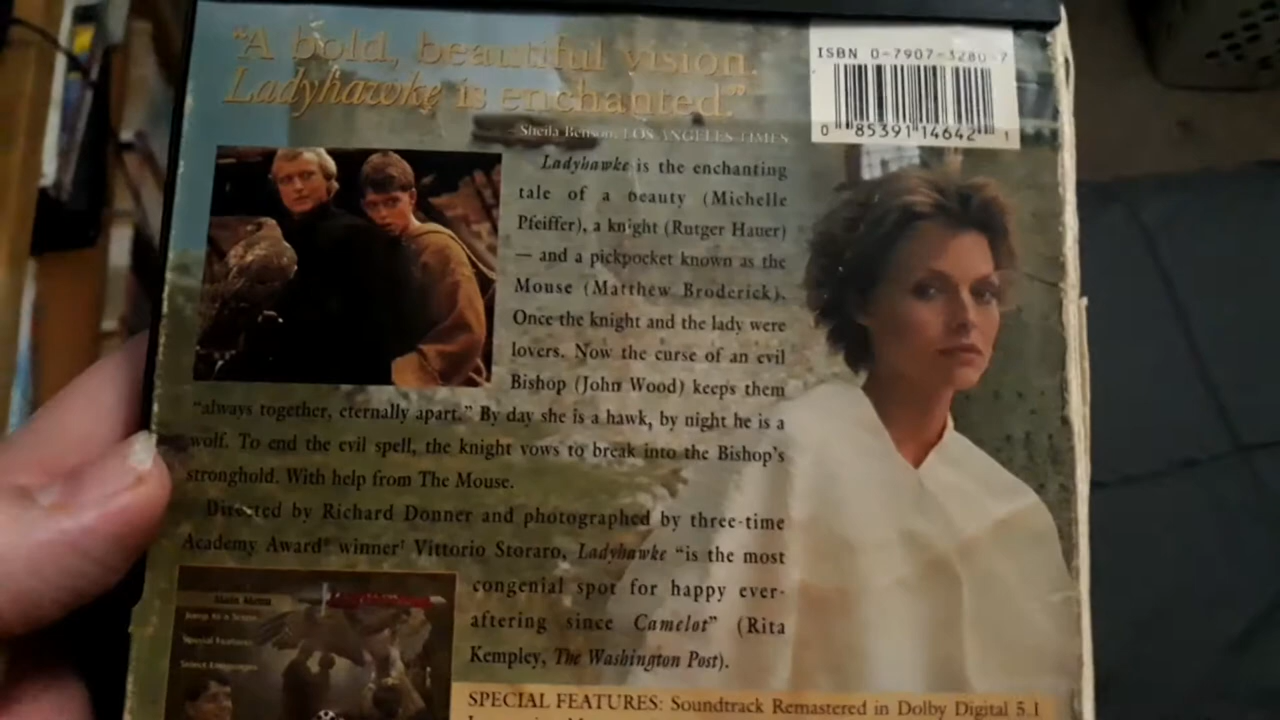 "A bold, beautiful vision.
Ladyhawke is enchanted."
Sheila Benson, LOS ANGELES TIMES
ISBN 0-7907-3280-7
0 85391 14642 1
Ladyhawke is the enchanting
tale of a beauty (Michelle
Pfeiffer), a knight (Rutger Hauer)
— and a pickpocket known as the
Mouse (Matthew Broderick).
Once the knight and the lady were
lovers. Now the curse of an evil
Bishop (John Wood) keeps them
"always together, eternally apart." By day she is a hawk, by night he is a
wolf. To end the evil spell, the knight vows to break into the Bishop's
stronghold. With help from The Mouse.
Directed by Richard Donner and photographed by three-time
Academy Award® winner† Vittorio Storaro, Ladyhawke "is the most
congenial spot for happy ever-
aftering since Camelot" (Rita
Kempley, The Washington Post).
Main Menu
Jump to a Scene
Special Features
Select Languages
SPECIAL FEATURES: Soundtrack Remastered in Dolby Digital 5.1